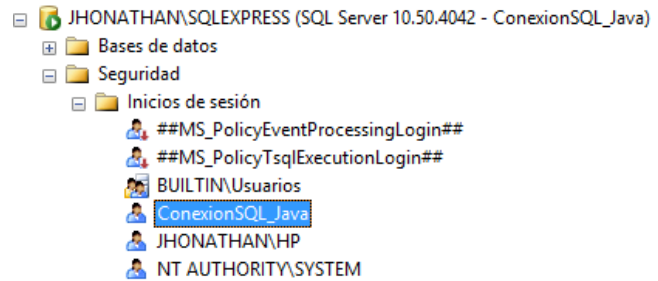 JHONATHAN\SQLEXPRESS (SQL Server 10.50.4042 - ConexionSQL_Java)
Bases de datos
Seguridad
Inicios de sesión
##MS_PolicyEventProcessingLogin##
##MS_PolicyTsqlExecutionLogin##
BUILTIN\Usuarios
ConexionSQL_Java
JHONATHAN\HP
NT AUTHORITY\SYSTEM